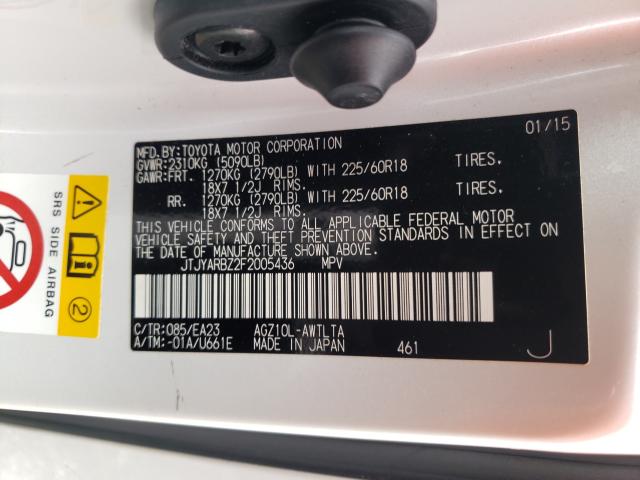 01/15
MFD.BY:TOYOTA MOTOR CORPORATION
GVWR:2310KG (5090LB)
GAWR:FRT. 1270KG (2790LB) WITH 225/60R18 TIRES.
18X7 1/2J RIMS.
RR. 1270KG (2790LB) WITH 225/60R18 TIRES.
18X7 1/2J RIMS.
THIS VEHICLE CONFORMS TO ALL APPLICABLE FEDERAL MOTOR
VEHICLE SAFETY AND THEFT PREVENTION STANDARDS IN EFFECT ON
THE DATE OF MANUFACTURE SHOWN ABOVE.
JTJYARBZ2F2005436 MPV
C/TR:085/EA23 AGZ10L-AWTLTA
A/TM:-01A/U661E MADE IN JAPAN 461 J
SRS SIDE AIRBAG
2